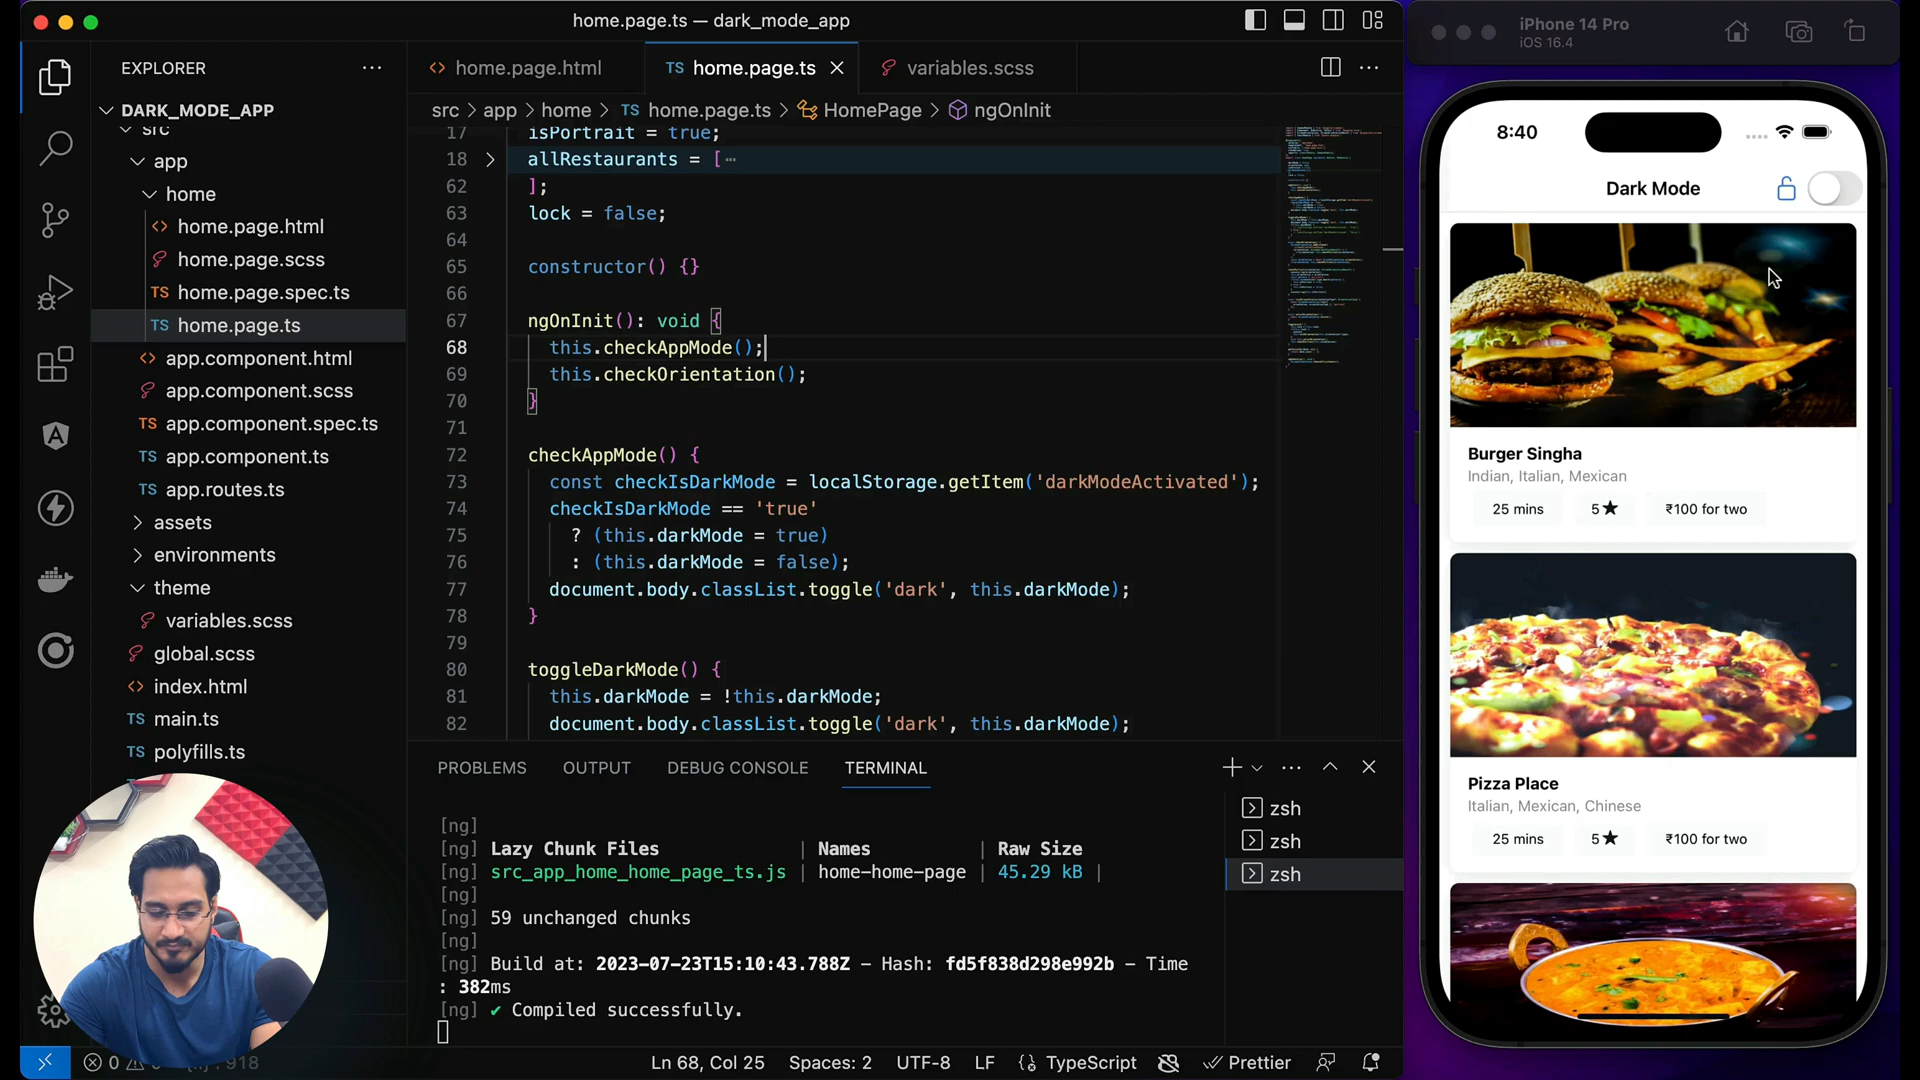 home.page.ts — dark_mode_app
EXPLORER
DARK_MODE_APP
src
app
home
home.page.html
home.page.scss
TS home.page.spec.ts
TS home.page.ts
app.component.html
app.component.scss
TS app.component.spec.ts
TS app.component.ts
TS app.routes.ts
assets
environments
theme
variables.scss
global.scss
index.html
TS main.ts
TS polyfills.ts
home.page.html
TS home.page.ts
variables.scss
src > app > home > TS home.page.ts > HomePage > ngOnInit
17 isPortrait = true;
18 allRestaurants = [ ⋯
62 ];
63 lock = false;
64
65 constructor() {}
66
67 ngOnInit(): void {
68 this.checkAppMode();
69 this.checkOrientation();
70 }
71
72 checkAppMode() {
73 const checkIsDarkMode = localStorage.getItem('darkModeActivated');
74 checkIsDarkMode == 'true'
75 ? (this.darkMode = true)
76 : (this.darkMode = false);
77 document.body.classList.toggle('dark', this.darkMode);
78 }
79
80 toggleDarkMode() {
81 this.darkMode = !this.darkMode;
82 document.body.classList.toggle('dark', this.darkMode);
PROBLEMS OUTPUT DEBUG CONSOLE TERMINAL
[ng]
[ng] Lazy Chunk Files | Names | Raw Size
[ng] src_app_home_home_page_ts.js | home-home-page | 45.29 kB |
[ng]
[ng] 59 unchanged chunks
[ng]
[ng] Build at: 2023-07-23T15:10:43.788Z - Hash: fd5f838d298e992b - Time
: 382ms
[ng] ✔ Compiled successfully.
zsh
zsh
zsh
0
918
Ln 68, Col 25 Spaces: 2 UTF-8 LF {} TypeScript Prettier
iPhone 14 Pro
iOS 16.4
8:40
Dark Mode
Burger Singha
Indian, Italian, Mexican
25 mins 5★ ₹100 for two
Pizza Place
Italian, Mexican, Chinese
25 mins 5★ ₹100 for two